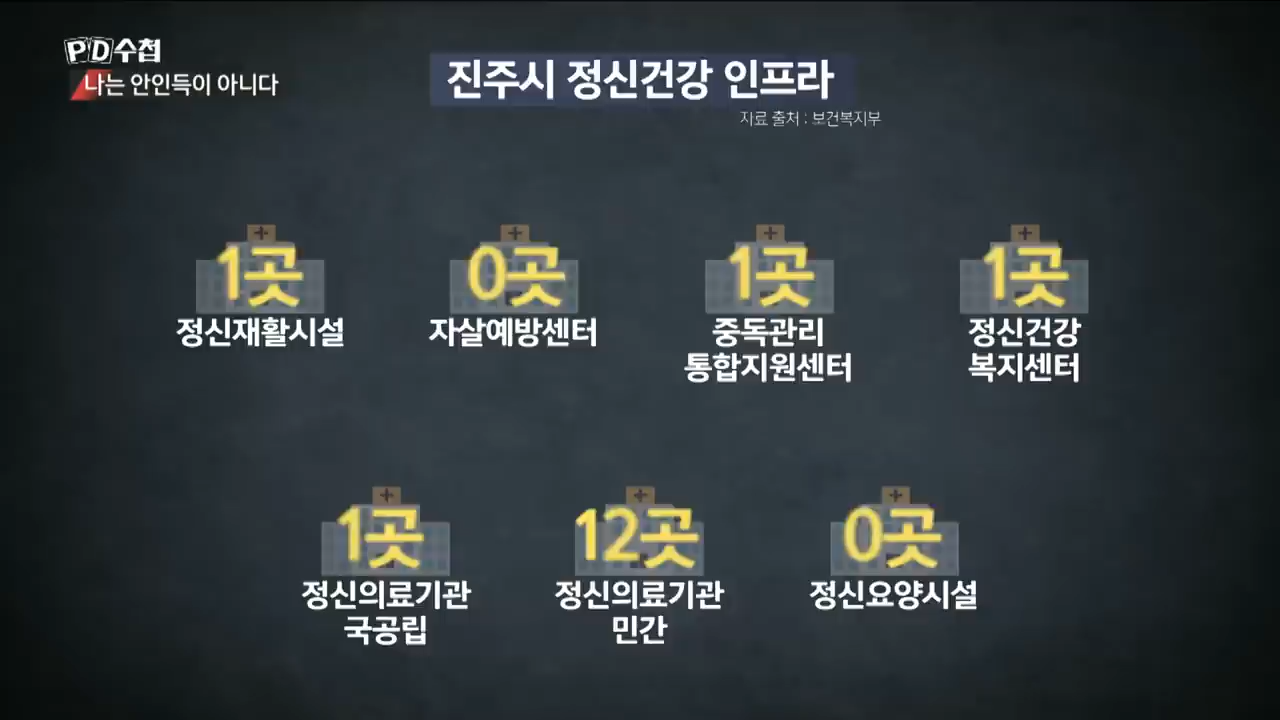 PD수첩
나는 안인득이 아니다
진주시 정신건강 인프라
자료 출처 : 보건복지부
1곳
정신재활시설
0곳
자살예방센터
1곳
중독관리
통합지원센터
1곳
정신건강
복지센터
1곳
정신의료기관
국공립
12곳
정신의료기관
민간
0곳
정신요양시설